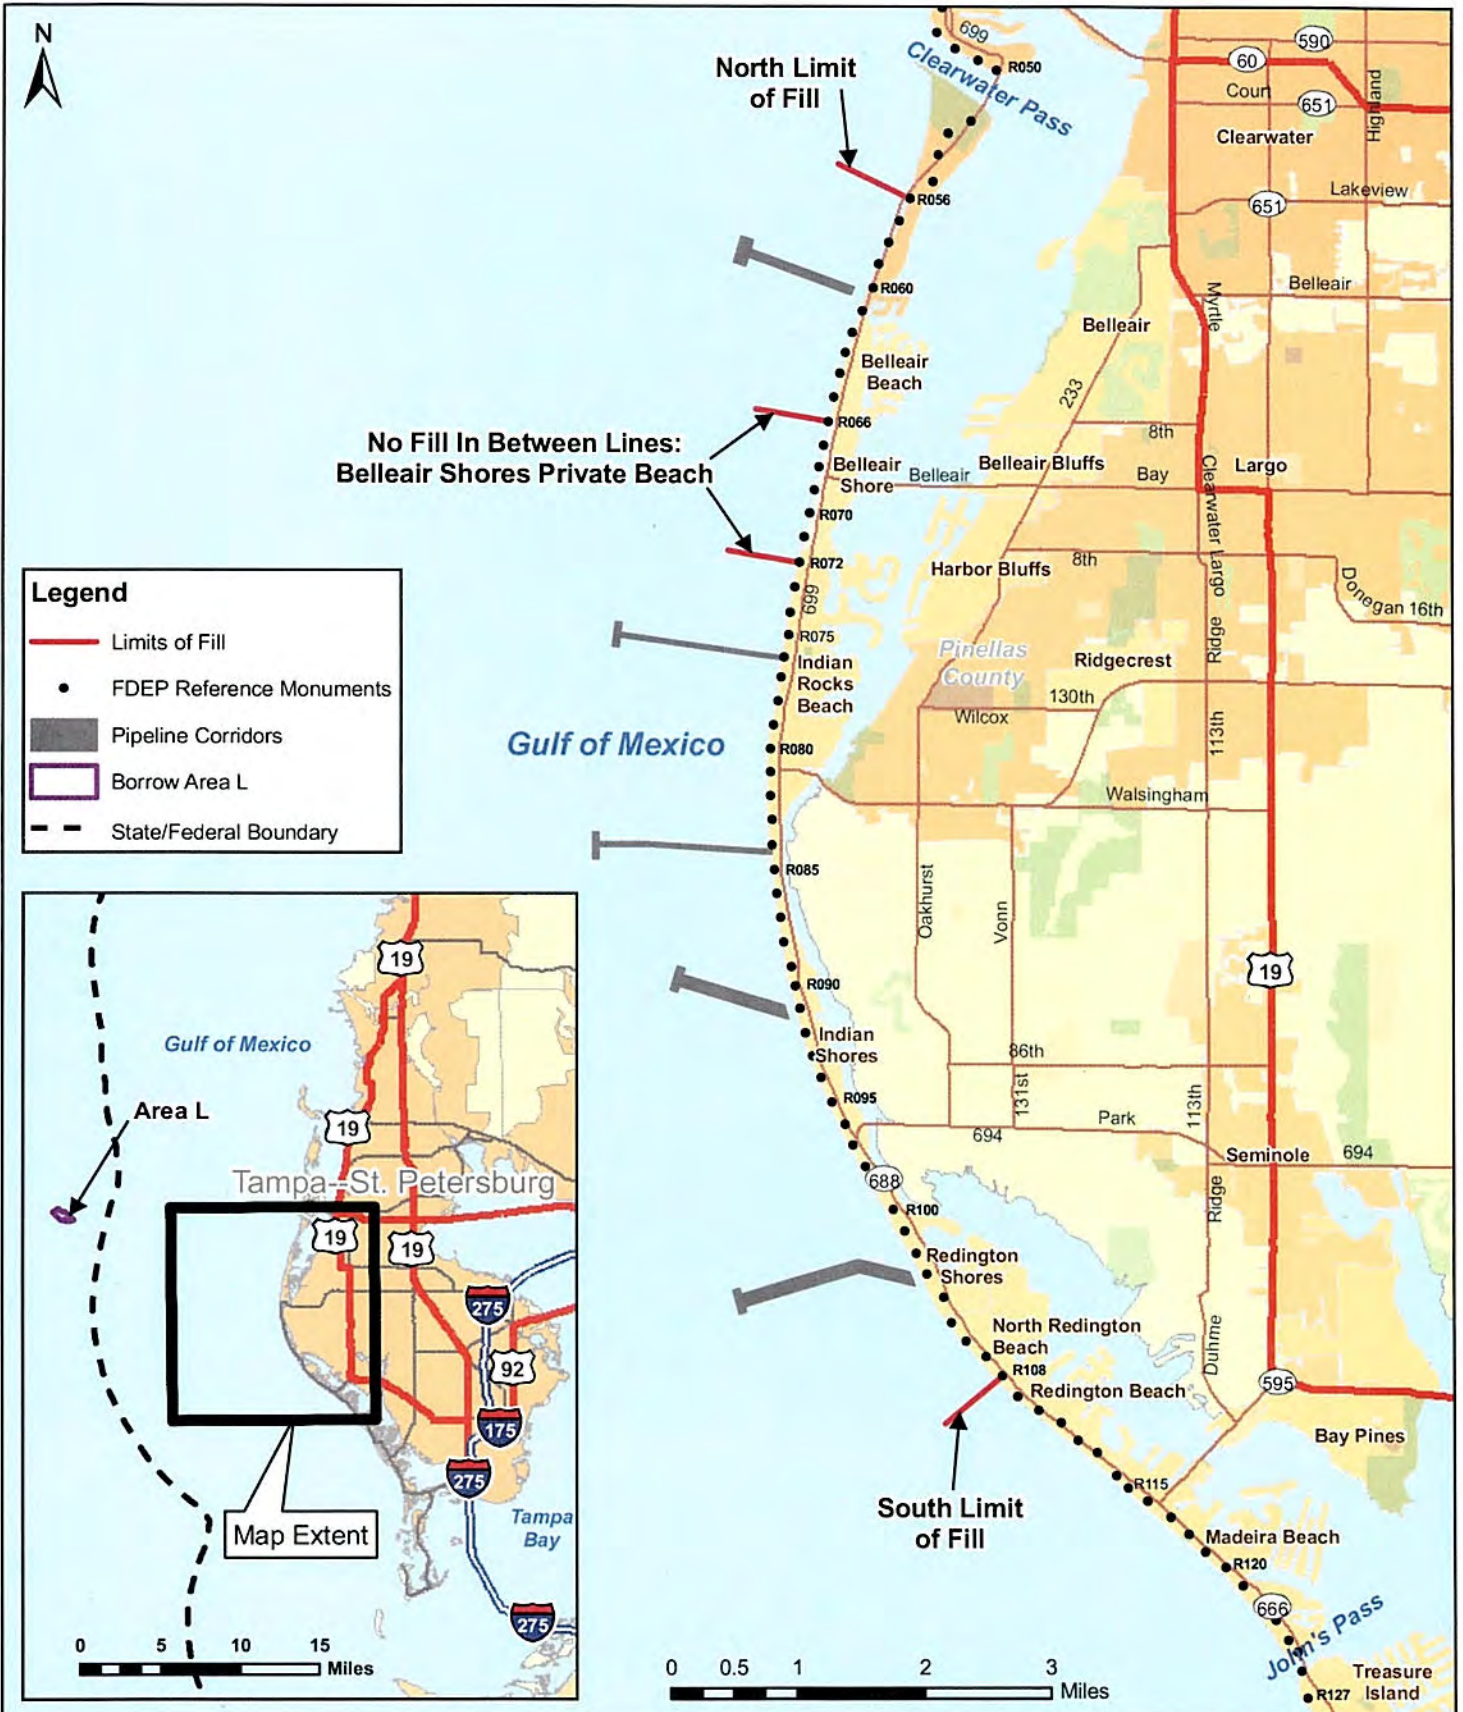 N
699
Clearwater Pass
R050
590
60
Court
651
Highland
Clearwater
North Limit
of Fill
Lakeview
651
R056
R060
Belleair
Myrtle
Belleair
Belleair
Beach
233
R066
8th
No Fill In Between Lines:
Belleair Shores Private Beach
Belleair
Shore
Belleair
Belleair Bluffs
Bay
Largo
Clearwater Largo
R070
R072
8th
Harbor Bluffs
Donegan 16th
699
R075
Indian
Rocks
Beach
Pinellas
County
Ridgecrest
Ridge
130th
Wilcox
113th
Legend
Limits of Fill
FDEP Reference Monuments
Pipeline Corridors
Borrow Area L
State/Federal Boundary
Gulf of Mexico
R080
Walsingham
R085
Oakhurst
Vonn
19
R090
Indian
Shores
86th
131st
R095
113th
Park
694
Seminole
694
688
Ridge
R100
Redington
Shores
North Redington
Beach
Duhme
R108
Redington Beach
595
Bay Pines
South Limit
of Fill
R115
Madeira Beach
R120
666
John's Pass
Treasure
Island
R127
19
Gulf of Mexico
Area L
19
Tampa--St. Petersburg
19
19
275
92
175
275
Tampa
Bay
Map Extent
275
0 5 10 15
Miles
0 0.5 1 2 3
Miles